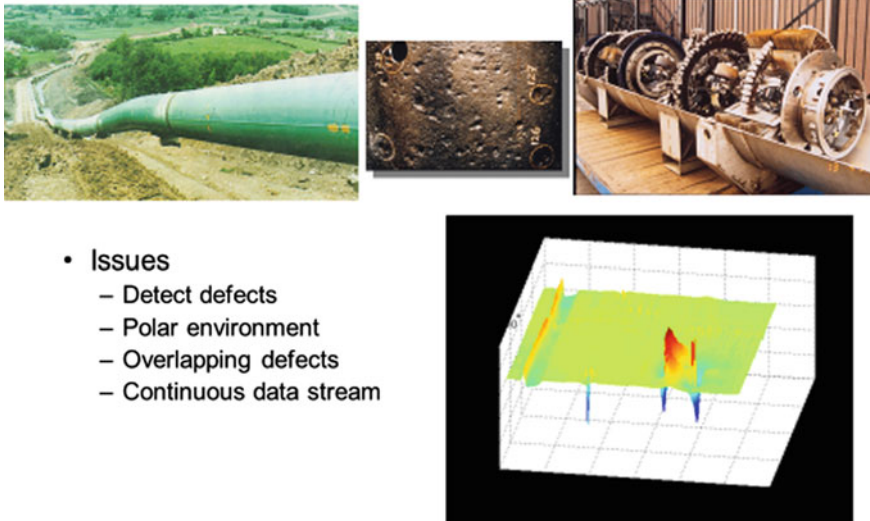 • Issues
– Detect defects
– Polar environment
– Overlapping defects
– Continuous data stream